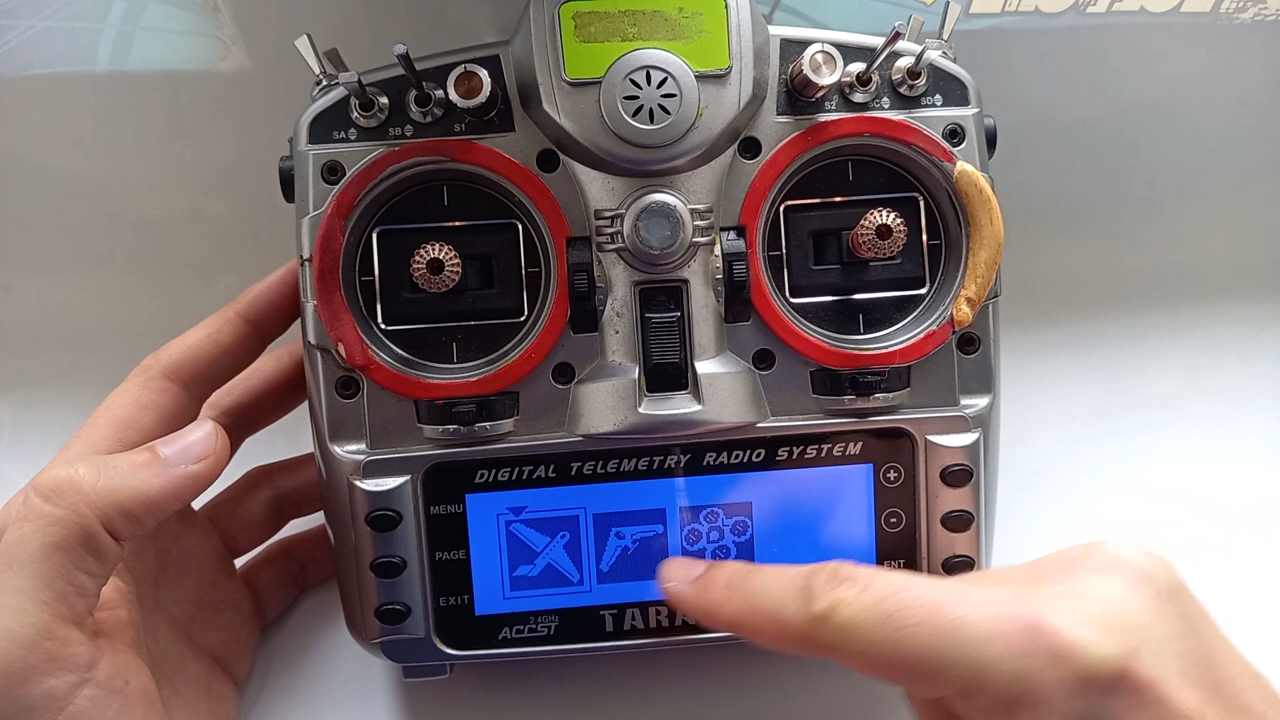 SA
SB
S1
S2
SC
SD
DIGITAL TELEMETRY RADIO SYSTEM
MENU
PAGE
EXIT
+
-
ENT
2.4GHz
ACCST
TARA